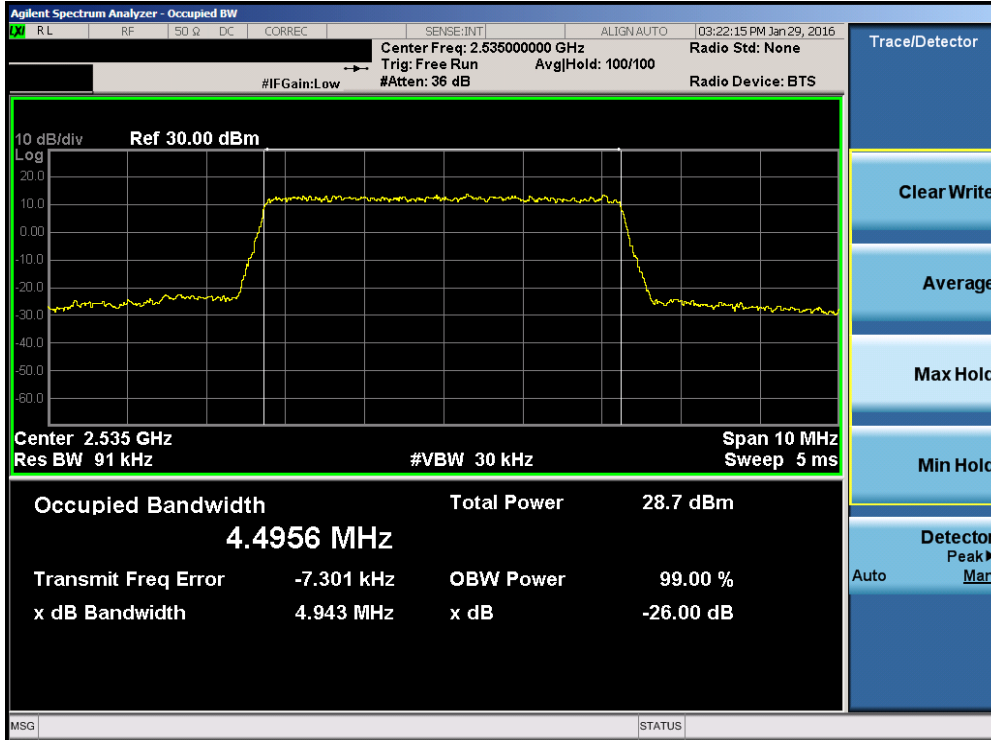 Agilent Spectrum Analyzer - Occupied BW
LXI RL RF 50 Ω DC CORREC SENSE:INT ALIGN AUTO 03:22:15 PM Jan 29, 2016
Center Freq: 2.535000000 GHz Radio Std: None
Trig: Free Run Avg|Hold: 100/100
#IFGain:Low #Atten: 36 dB Radio Device: BTS
Trace/Detector
10 dB/div Ref 30.00 dBm
Log
20.0
10.0
0.00
-10.0
-20.0
-30.0
-40.0
-50.0
-60.0
Center 2.535 GHz Span 10 MHz
Res BW 91 kHz #VBW 30 kHz Sweep 5 ms
Occupied Bandwidth Total Power 28.7 dBm
4.4956 MHz
Transmit Freq Error -7.301 kHz OBW Power 99.00 %
x dB Bandwidth 4.943 MHz x dB -26.00 dB
Clear Write
Average
Max Hold
Min Hold
Detector
Peak▶
Auto Man
MSG STATUS